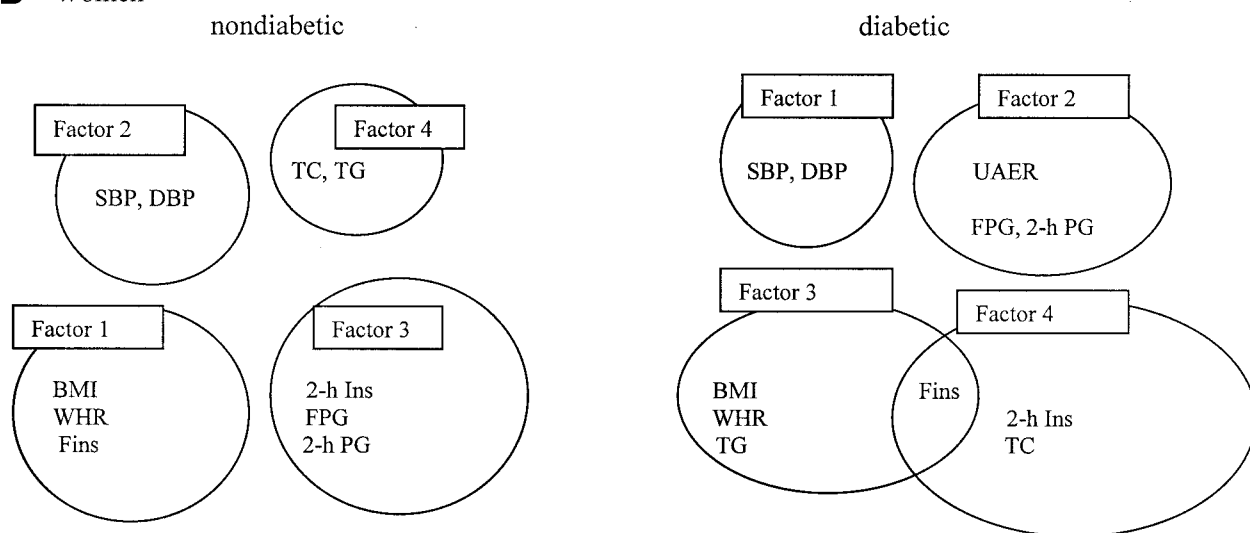 B women
nondiabetic
diabetic
Factor 2
SBP, DBP
Factor 4
TC, TG
Factor 1
BMI
WHR
Fins
Factor 3
2-h Ins
FPG
2-h PG
Factor 1
SBP, DBP
Factor 2
UAER
FPG, 2-h PG
Factor 3
BMI
WHR
TG
Fins
Factor 4
2-h Ins
TC